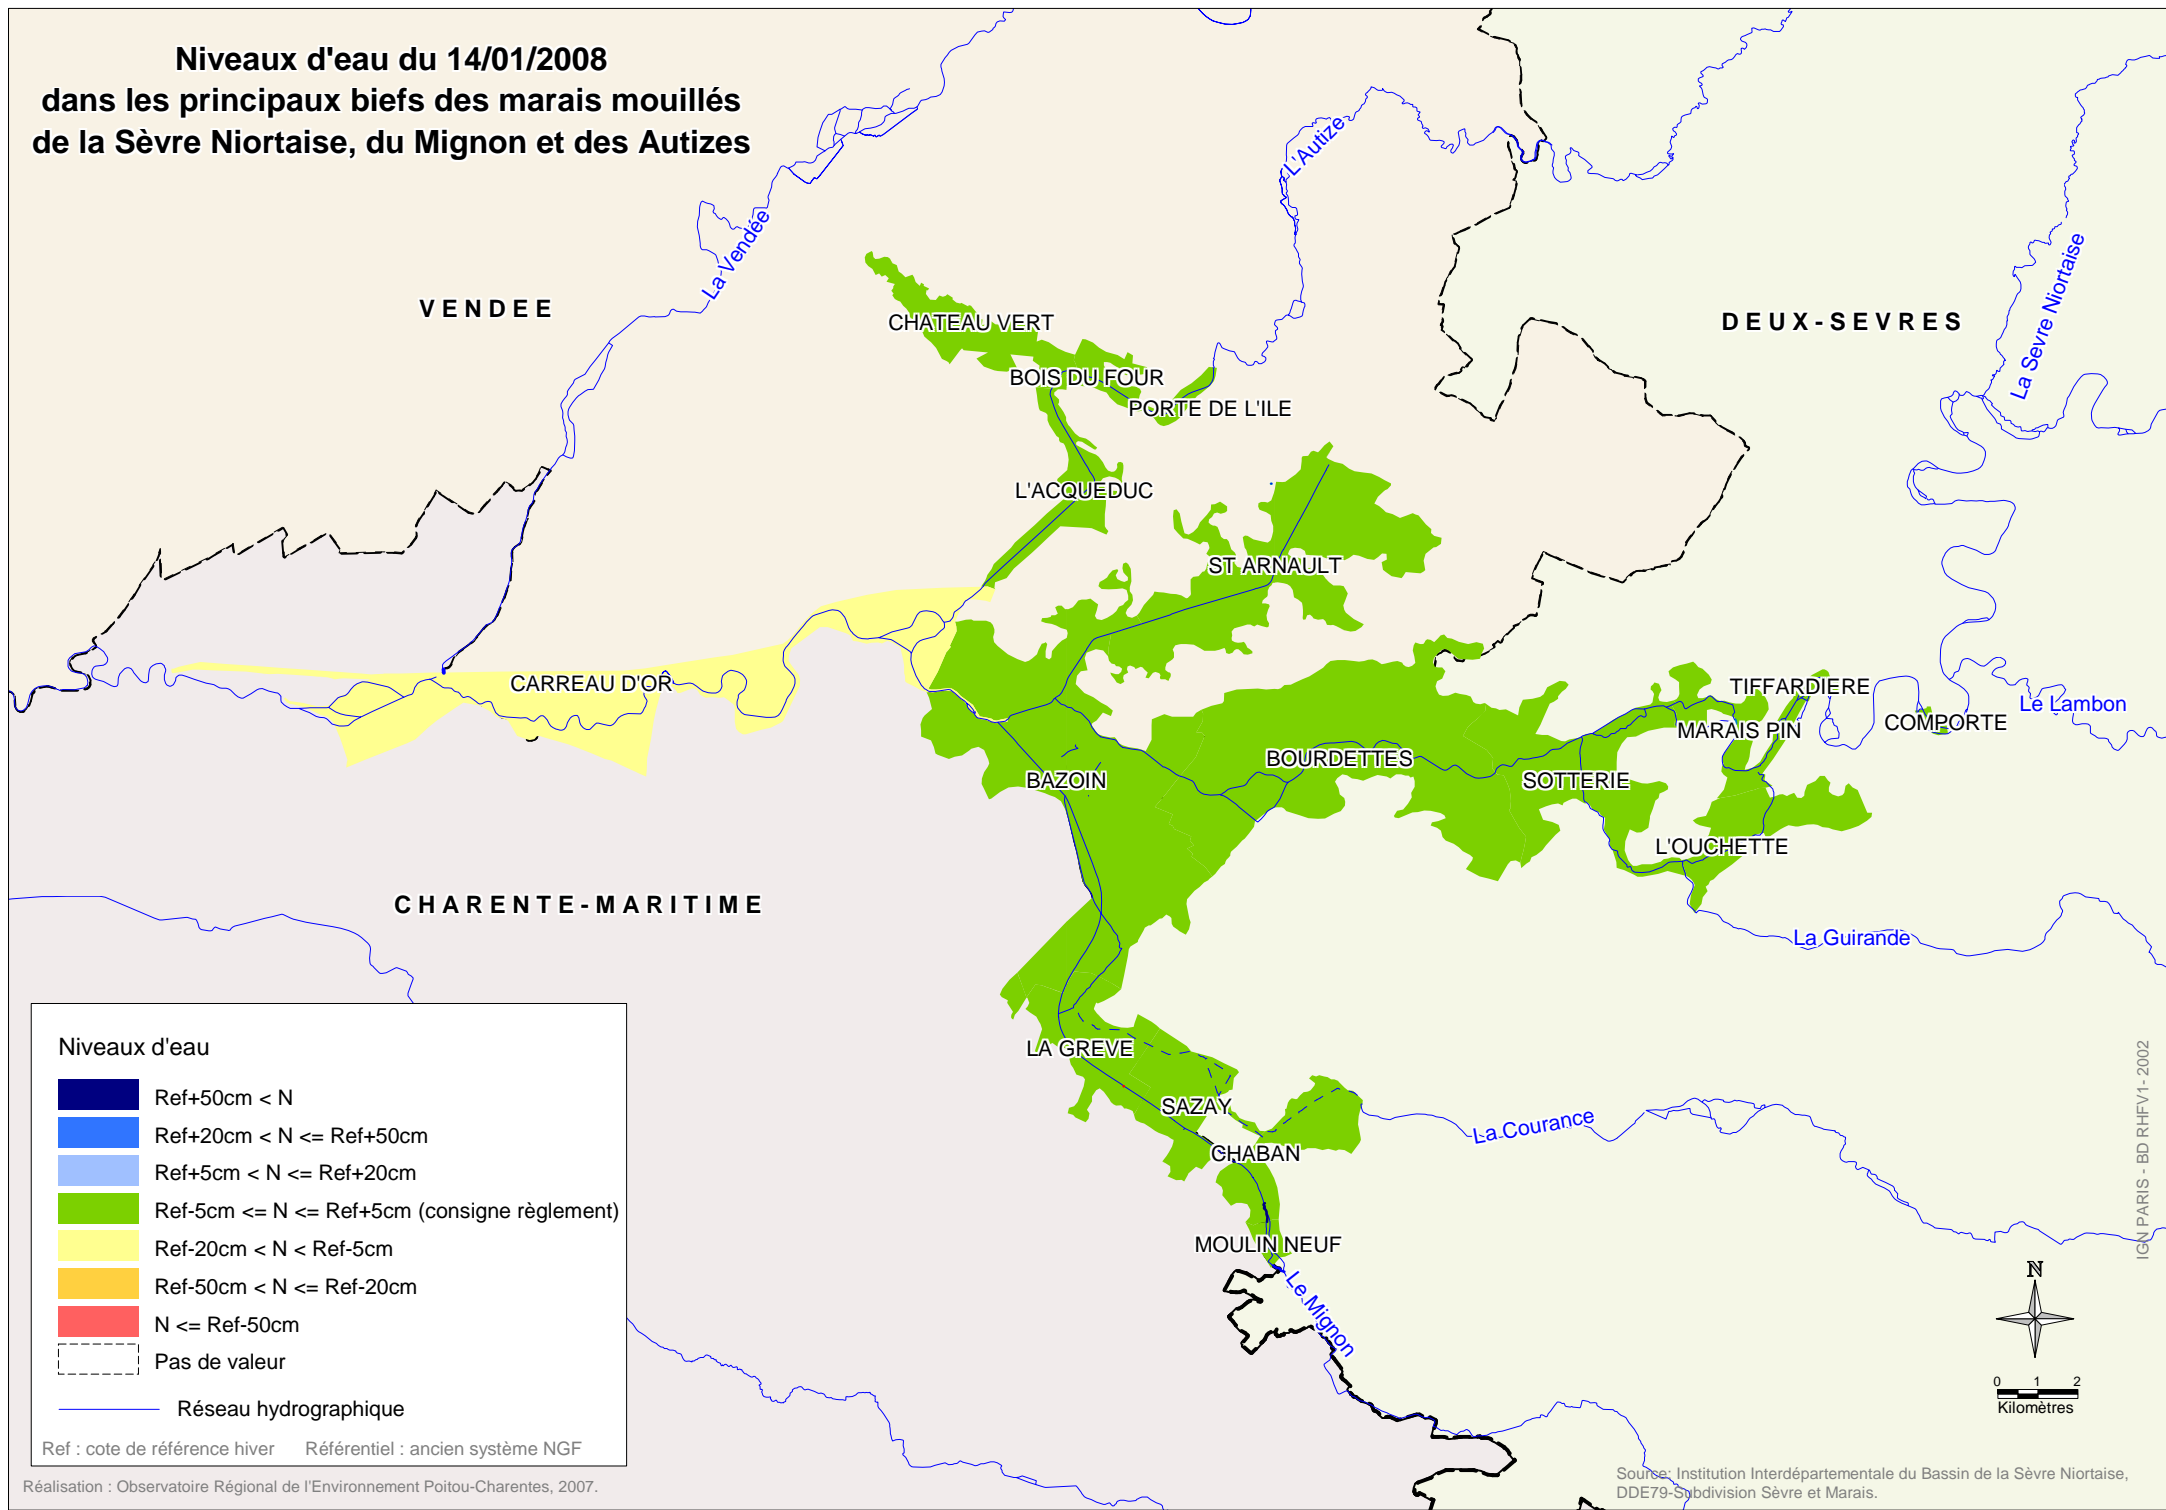 Niveaux d'eau du 14/01/2008
dans les principaux biefs des marais mouillés
de la Sèvre Niortaise, du Mignon et des Autizes
L'Autize
La Vendée
VENDEE
DEUX-SEVRES
La Sevre Niortaise
CHATEAU VERT
BOIS DU FOUR
PORTE DE L'ILE
L'ACQUEDUC
ST ARNAULT
CARREAU D'OR
TIFFARDIERE
Le Lambon
COMPORTE
MARAIS PIN
BOURDETTES
SOTTERIE
BAZOIN
L'OUCHETTE
CHARENTE-MARITIME
La Guirande
LA GREVE
SAZAY
La Courance
CHABAN
MOULIN NEUF
Le Mignon
Niveaux d'eau
Ref+50cm < N
Ref+20cm < N <= Ref+50cm
Ref+5cm < N <= Ref+20cm
Ref-5cm <= N <= Ref+5cm (consigne règlement)
Ref-20cm < N < Ref-5cm
Ref-50cm < N <= Ref-20cm
N <= Ref-50cm
Pas de valeur
Réseau hydrographique
Ref : cote de référence hiver Référentiel : ancien système NGF
Réalisation : Observatoire Régional de l'Environnement Poitou-Charentes, 2007.
IGN PARIS - BD RHFV1- 2002
N
0 1 2
Kilomètres
Source: Institution Interdépartementale du Bassin de la Sèvre Niortaise,
DDE79-Subdivision Sèvre et Marais.